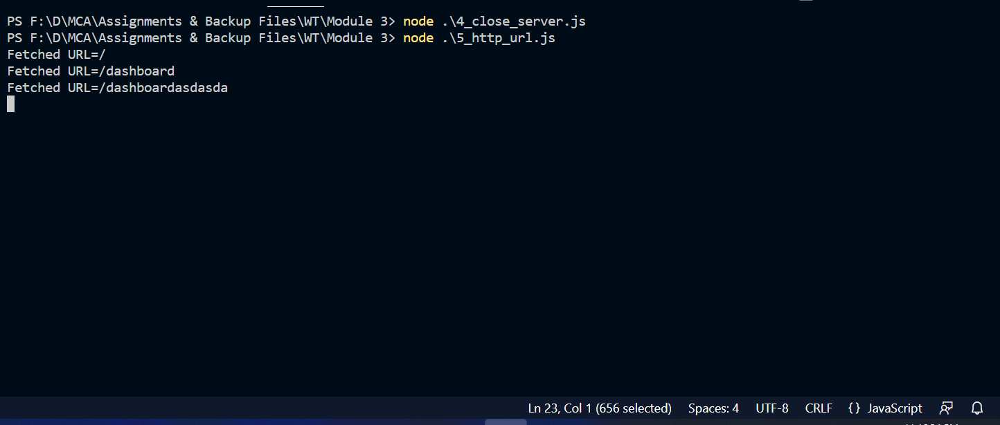 PS F:\D\MCA\Assignments & Backup Files\WT\Module 3> node .\4_close_server.js
PS F:\D\MCA\Assignments & Backup Files\WT\Module 3> node .\5_http_url.js
Fetched URL=/
Fetched URL=/dashboard
Fetched URL=/dashboardasdasda
Ln 23, Col 1 (656 selected) Spaces: 4 UTF-8 CRLF {} JavaScript